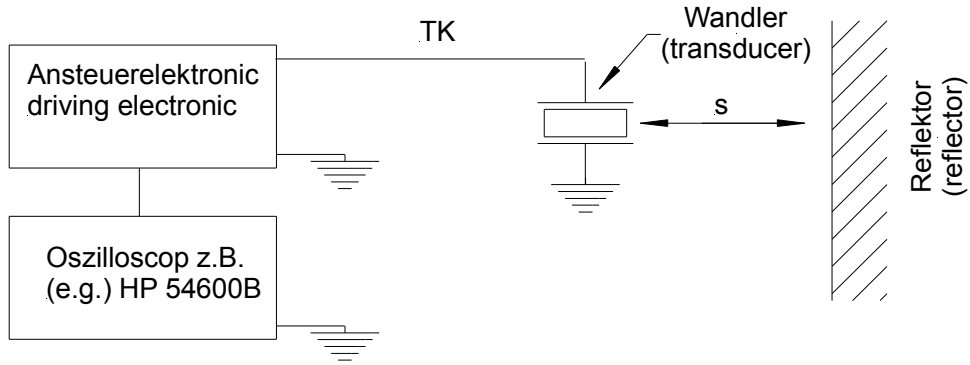 TK
Wandler
(transducer)
Ansteuerelektronic
driving electronic
s
Reflektor
(reflector)
Oszilloscop z.B.
(e.g.) HP 54600B